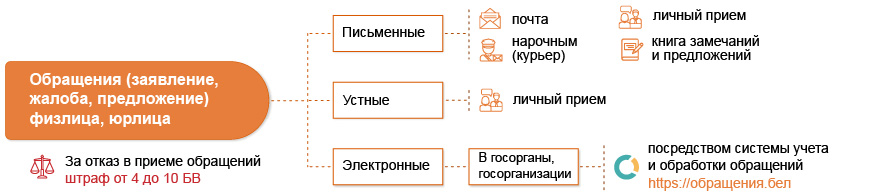 Обращения (заявление,
жалоба, предложение)
физлица, юрлица
За отказ в приеме обращений
штраф от 4 до 10 БВ
Письменные
почта
нарочным
(курьер)
личный прием
книга замечаний
и предложений
Устные
личный прием
Электронные
В госорганы,
госорганизации
посредством системы учета
и обработки обращений
https://обращения.бел